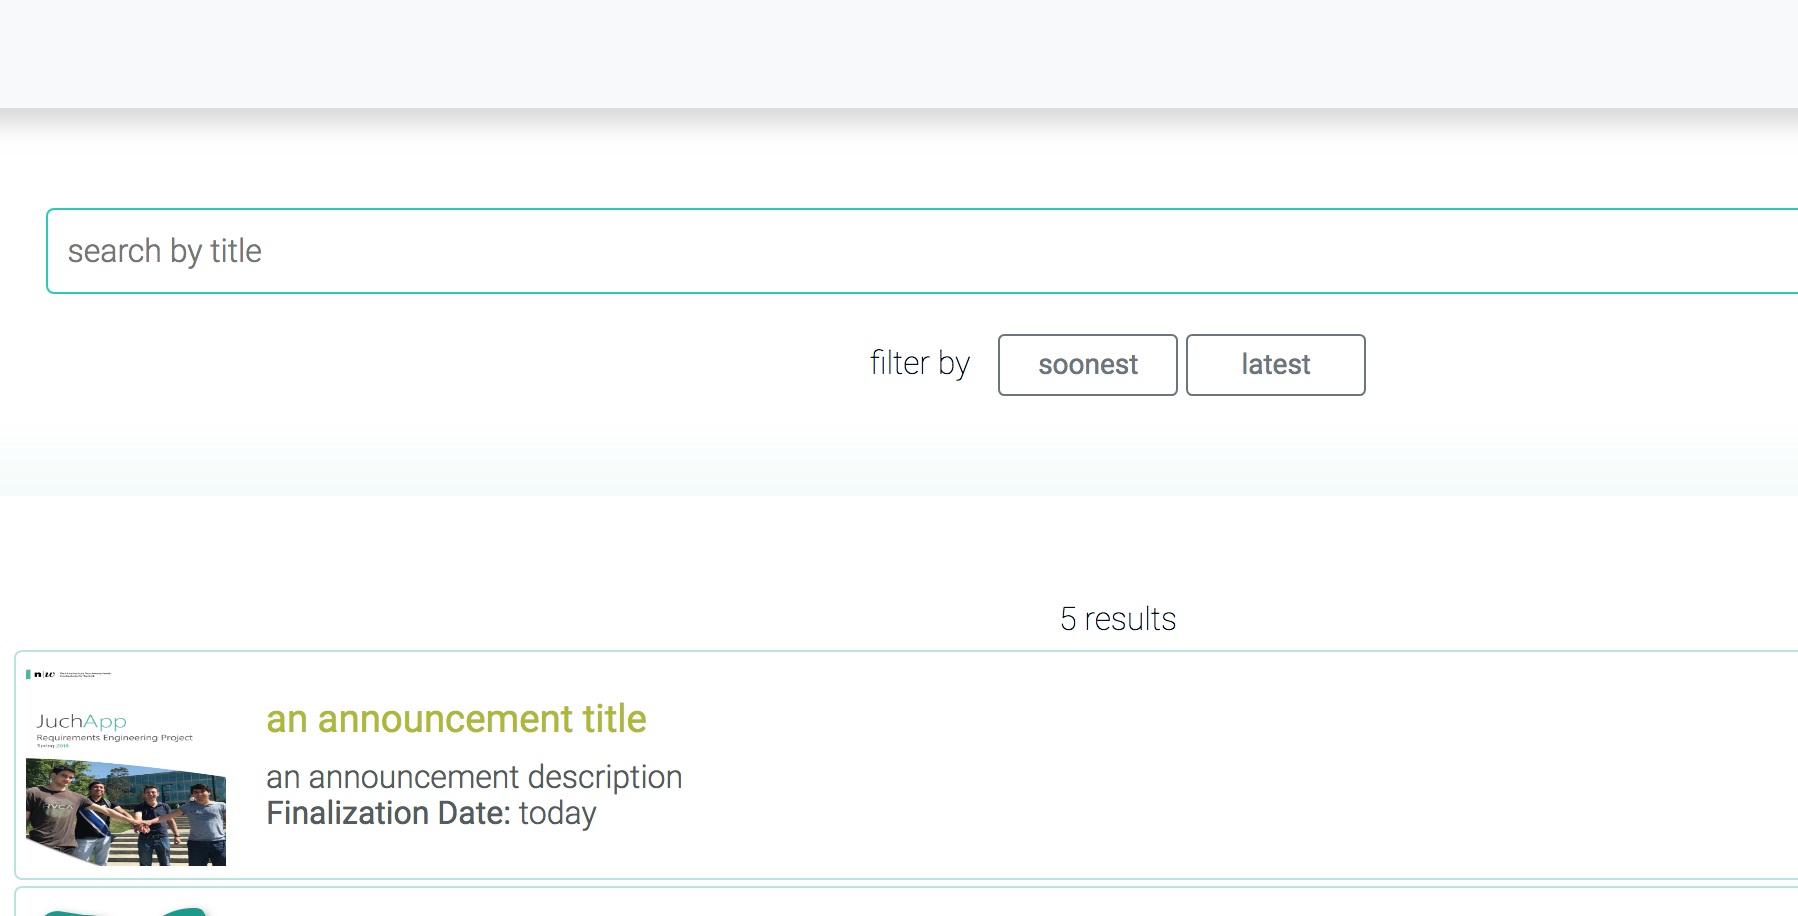 search by title
filter by soonest latest
5 results
n|w
JuchApp
Requirements Engineering Project
Spring 2018
an announcement title
an announcement description
Finalization Date: today